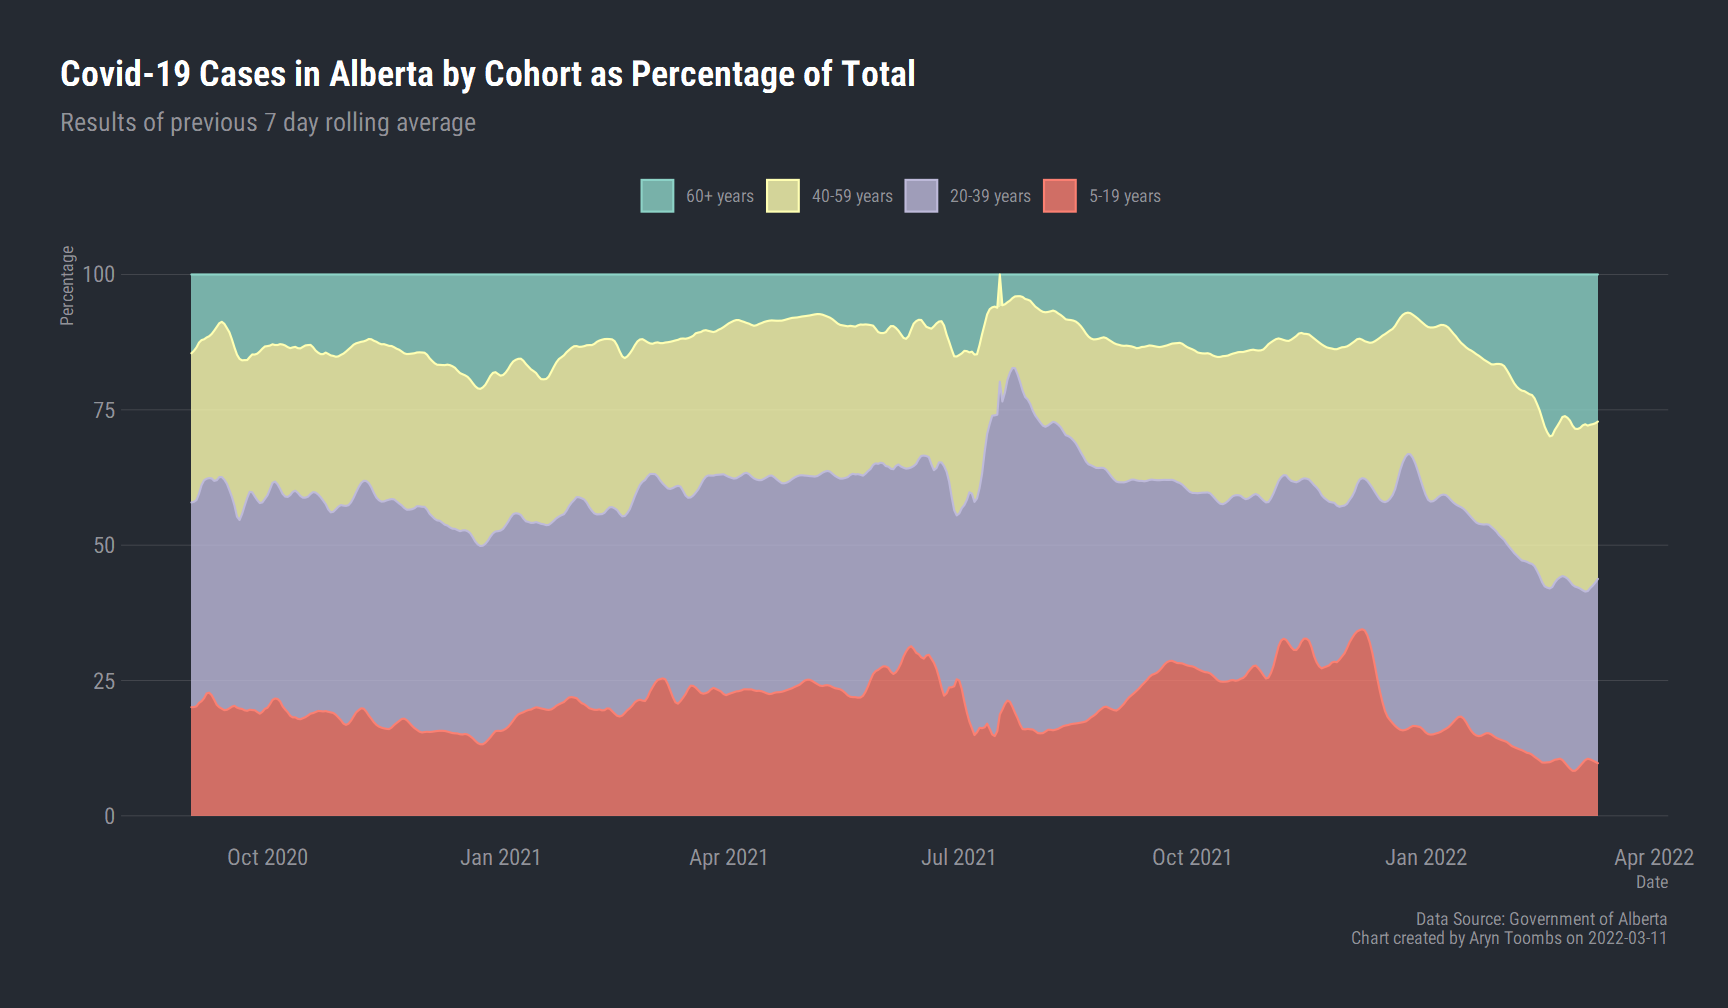 Covid-19 Cases in Alberta by Cohort as Percentage of Total
Results of previous 7 day rolling average
60+ years 40-59 years 20-39 years 5-19 years
Percentage
100
75
50
25
0
Oct 2020 Jan 2021 Apr 2021 Jul 2021 Oct 2021 Jan 2022 Apr 2022
Date
Data Source: Government of Alberta
Chart created by Aryn Toombs on 2022-03-11